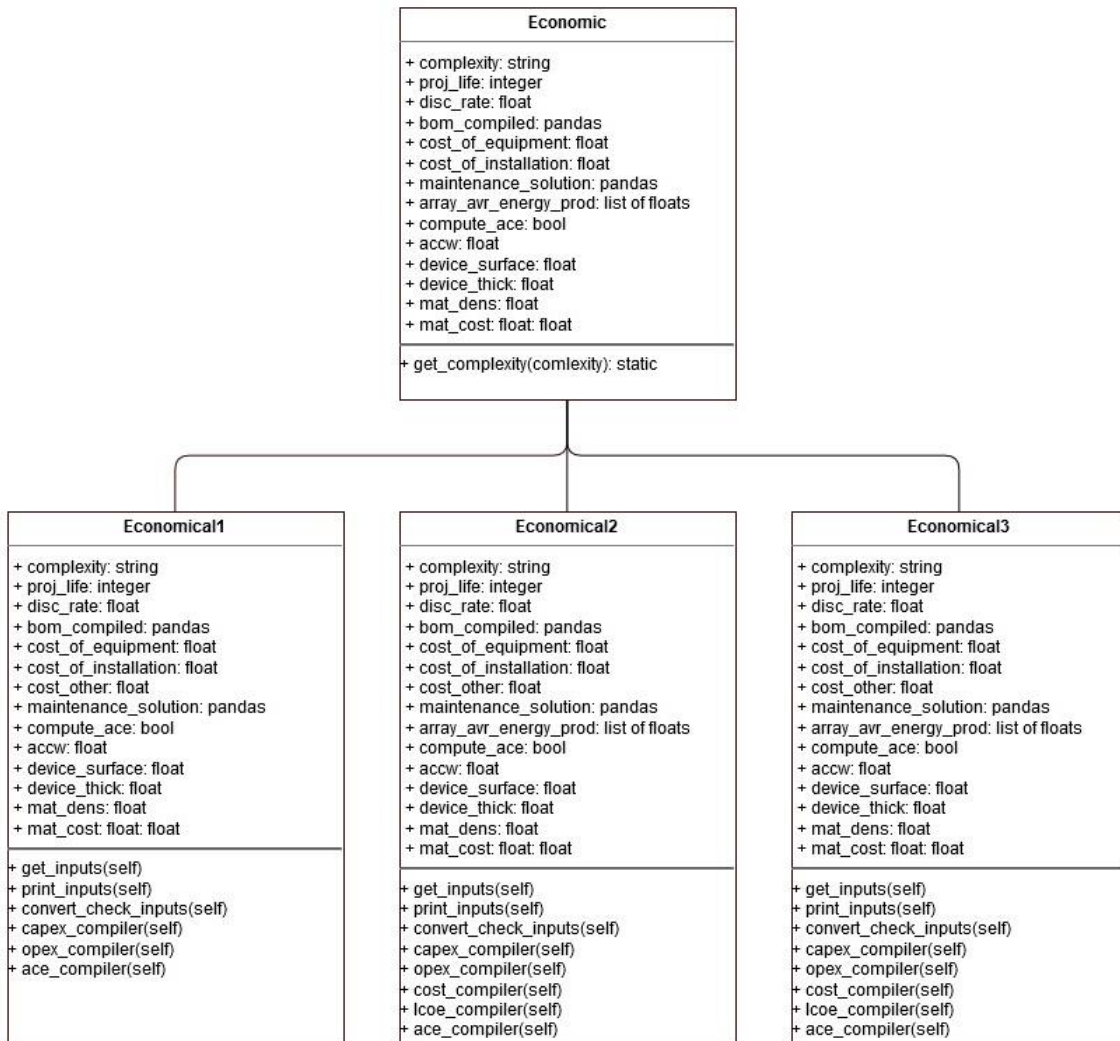 Economic
+ complexity: string
+ proj_life: integer
+ disc_rate: float
+ bom_compiled: pandas
+ cost_of_equipment: float
+ cost_of_installation: float
+ maintenance_solution: pandas
+ array_avr_energy_prod: list of floats
+ compute_ace: bool
+ accw: float
+ device_surface: float
+ device_thick: float
+ mat_dens: float
+ mat_cost: float: float
+ get_complexity(comlexity): static
Economical1
+ complexity: string
+ proj_life: integer
+ disc_rate: float
+ bom_compiled: pandas
+ cost_of_equipment: float
+ cost_of_installation: float
+ cost_other: float
+ maintenance_solution: pandas
+ compute_ace: bool
+ accw: float
+ device_surface: float
+ device_thick: float
+ mat_dens: float
+ mat_cost: float: float
+ get_inputs(self)
+ print_inputs(self)
+ convert_check_inputs(self)
+ capex_compiler(self)
+ opex_compiler(self)
+ ace_compiler(self)
Economical2
+ complexity: string
+ proj_life: integer
+ disc_rate: float
+ bom_compiled: pandas
+ cost_of_equipment: float
+ cost_of_installation: float
+ cost_other: float
+ maintenance_solution: pandas
+ array_avr_energy_prod: list of floats
+ compute_ace: bool
+ accw: float
+ device_surface: float
+ device_thick: float
+ mat_dens: float
+ mat_cost: float: float
+ get_inputs(self)
+ print_inputs(self)
+ convert_check_inputs(self)
+ capex_compiler(self)
+ opex_compiler(self)
+ cost_compiler(self)
+ lcoe_compiler(self)
+ ace_compiler(self)
Economical3
+ complexity: string
+ proj_life: integer
+ disc_rate: float
+ bom_compiled: pandas
+ cost_of_equipment: float
+ cost_of_installation: float
+ cost_other: float
+ maintenance_solution: pandas
+ array_avr_energy_prod: list of floats
+ compute_ace: bool
+ accw: float
+ device_surface: float
+ device_thick: float
+ mat_dens: float
+ mat_cost: float: float
+ get_inputs(self)
+ print_inputs(self)
+ convert_check_inputs(self)
+ capex_compiler(self)
+ opex_compiler(self)
+ cost_compiler(self)
+ lcoe_compiler(self)
+ ace_compiler(self)